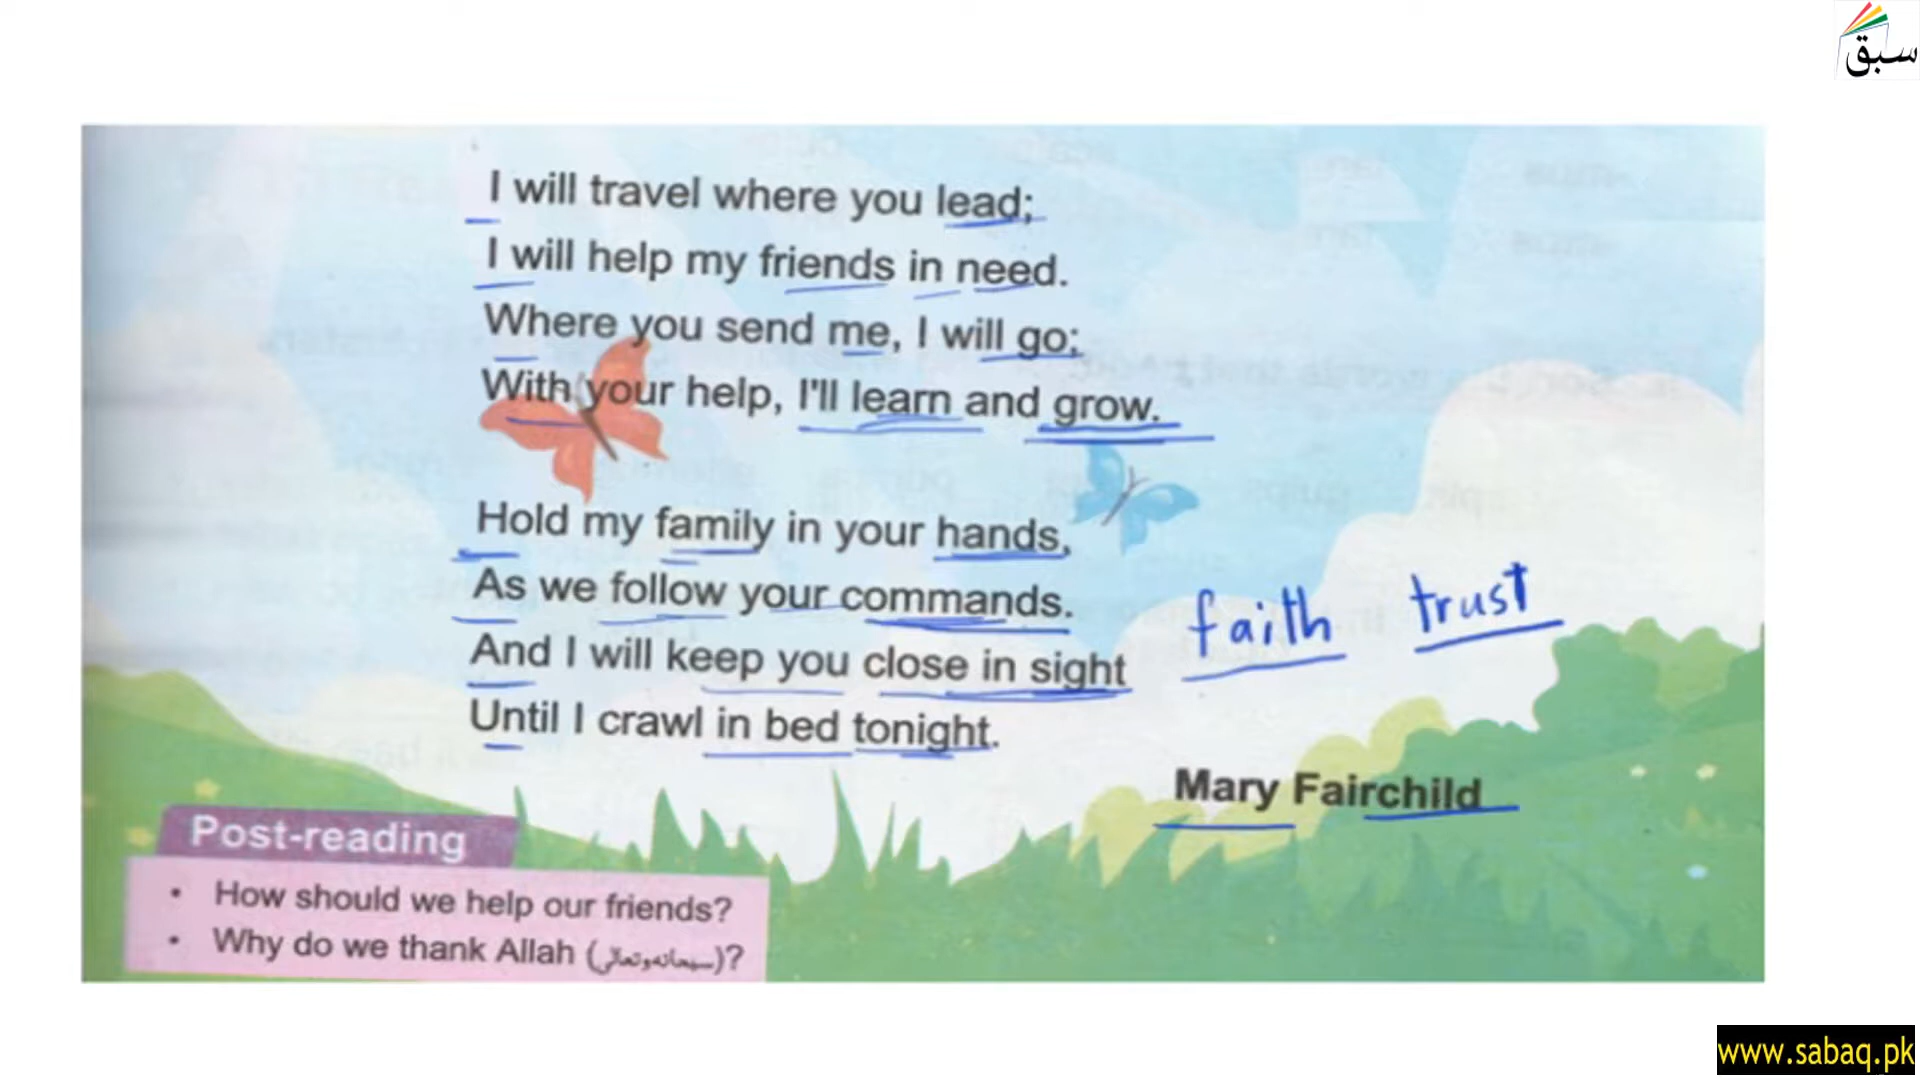 سبق
I will travel where you lead;
I will help my friends in need.
Where you send me, I will go;
With your help, I'll learn and grow.
Hold my family in your hands,
As we follow your commands.
And I will keep you close in sight
Until I crawl in bed tonight.
faith trust
Mary Fairchild
Post-reading
• How should we help our friends?
• Why do we thank Allah (سبحانه وتعالى)?
www.sabaq.pk